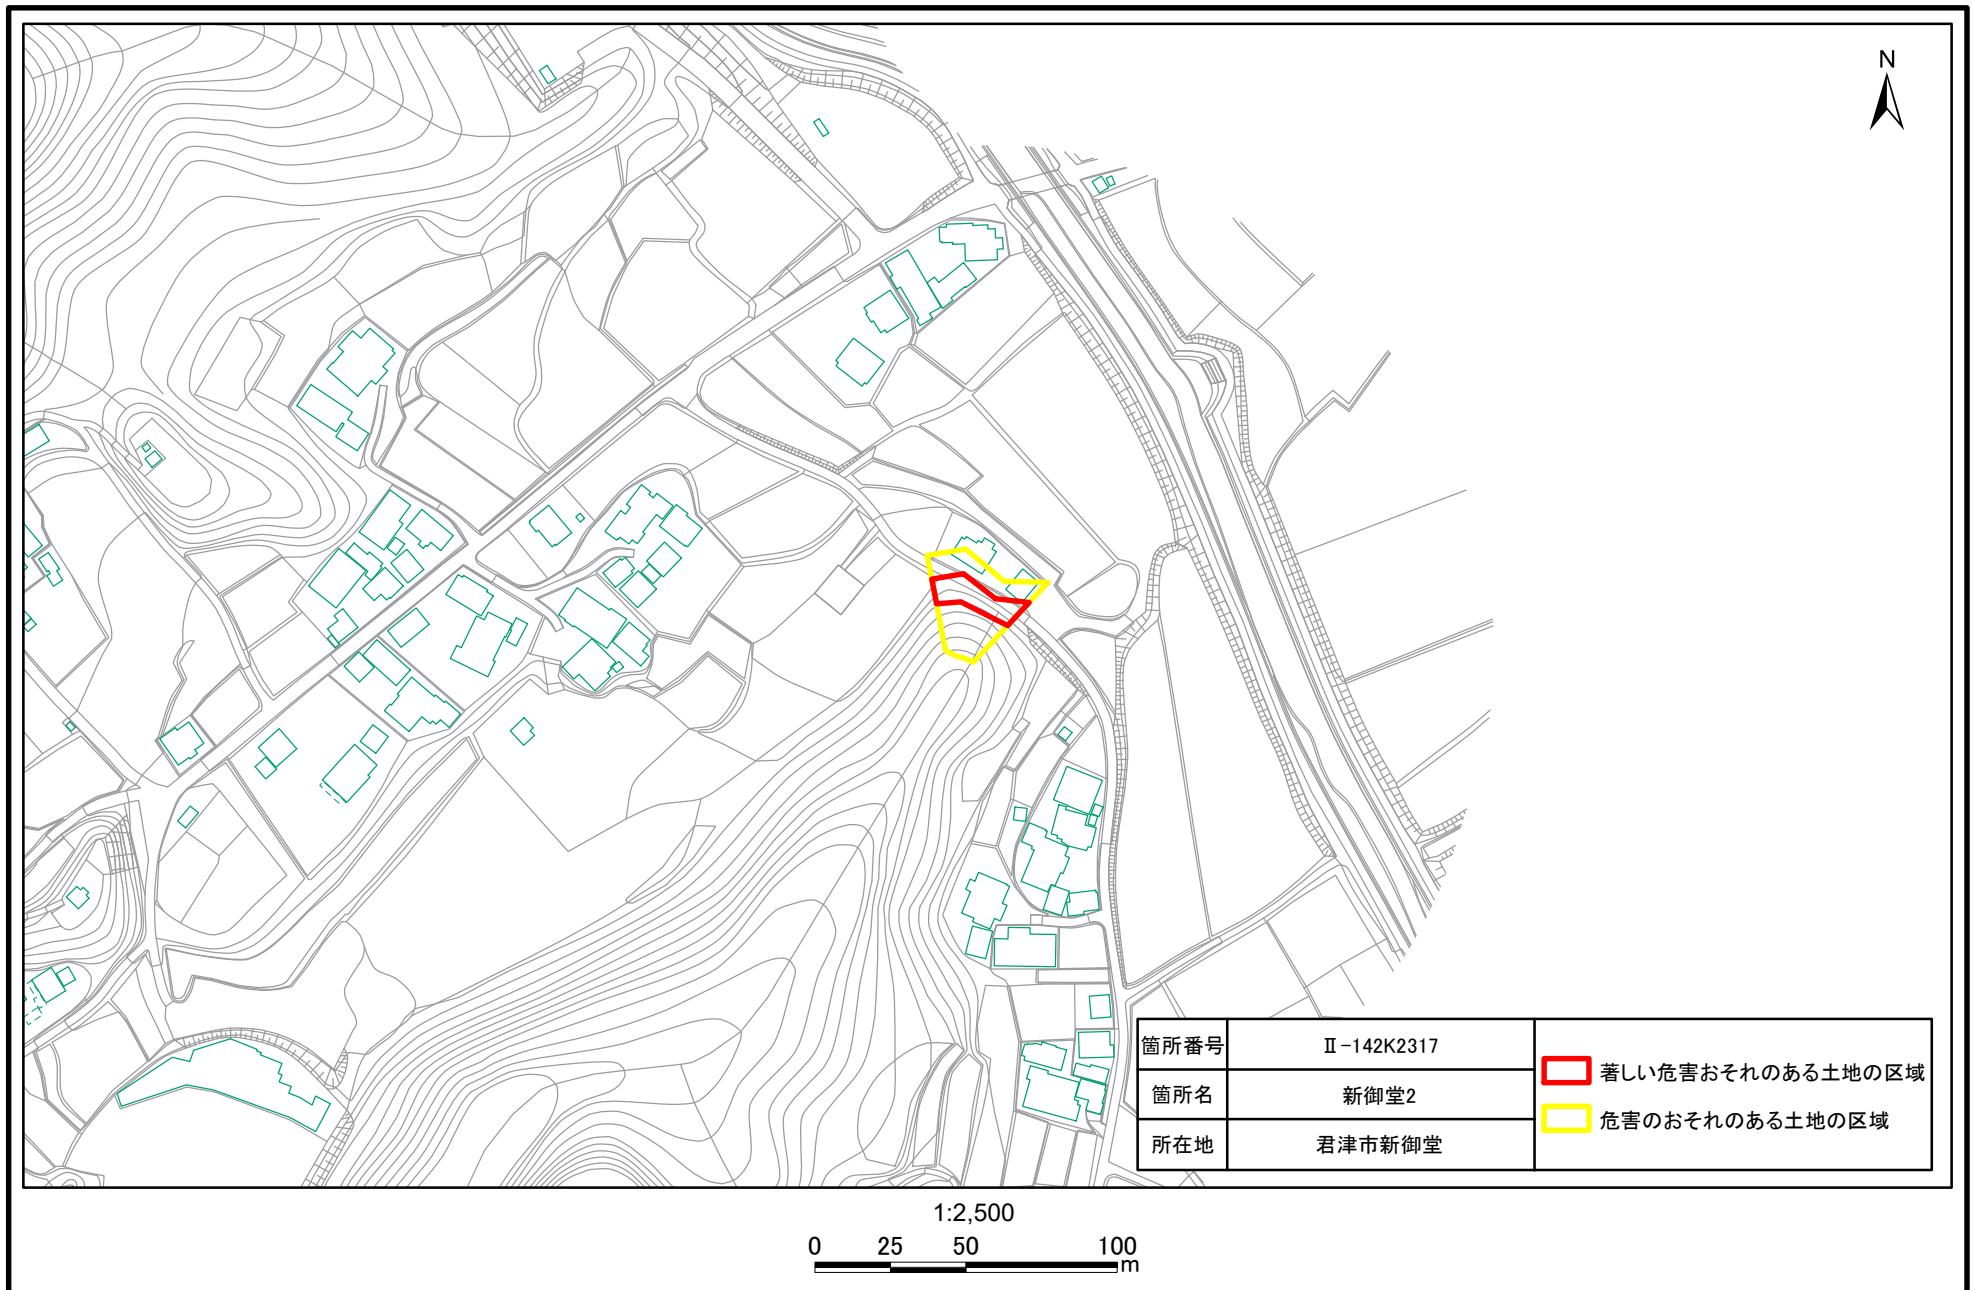 N
箇所番号 Ⅱ-142K2317
箇所名 新御堂2
所在地 君津市新御堂
著しい危害おそれのある土地の区域
危害のおそれのある土地の区域
1:2,500
0 25 50 100
m